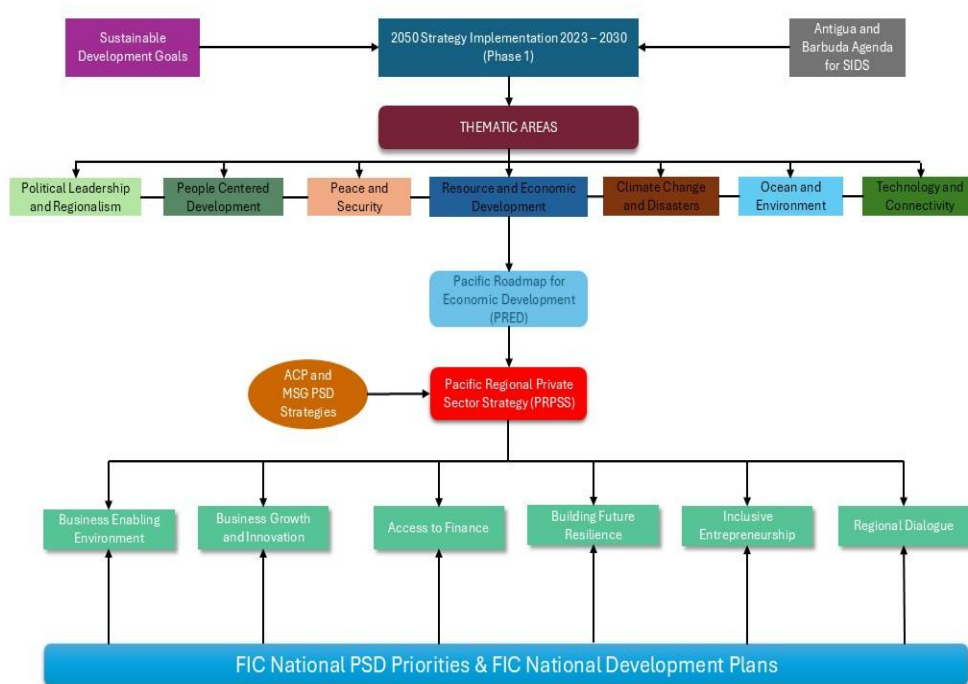 Sustainable
Development Goals
2050 Strategy Implementation 2023 – 2030
(Phase 1)
Antigua and
Barbuda Agenda
for SIDS
THEMATIC AREAS
Political Leadership
and Regionalism
People Centered
Development
Peace and
Security
Resource and Economic
Development
Climate Change
and Disasters
Ocean and
Environment
Technology and
Connectivity
Pacific Roadmap for
Economic Development
(PRED)
ACP and
MSG PSD
Strategies
Pacific Regional Private
Sector Strategy (PRPSS)
Business Enabling
Environment
Business Growth
and Innovation
Access to Finance
Building Future
Resilience
Inclusive
Entrepreneurship
Regional Dialogue
FIC National PSD Priorities & FIC National Development Plans